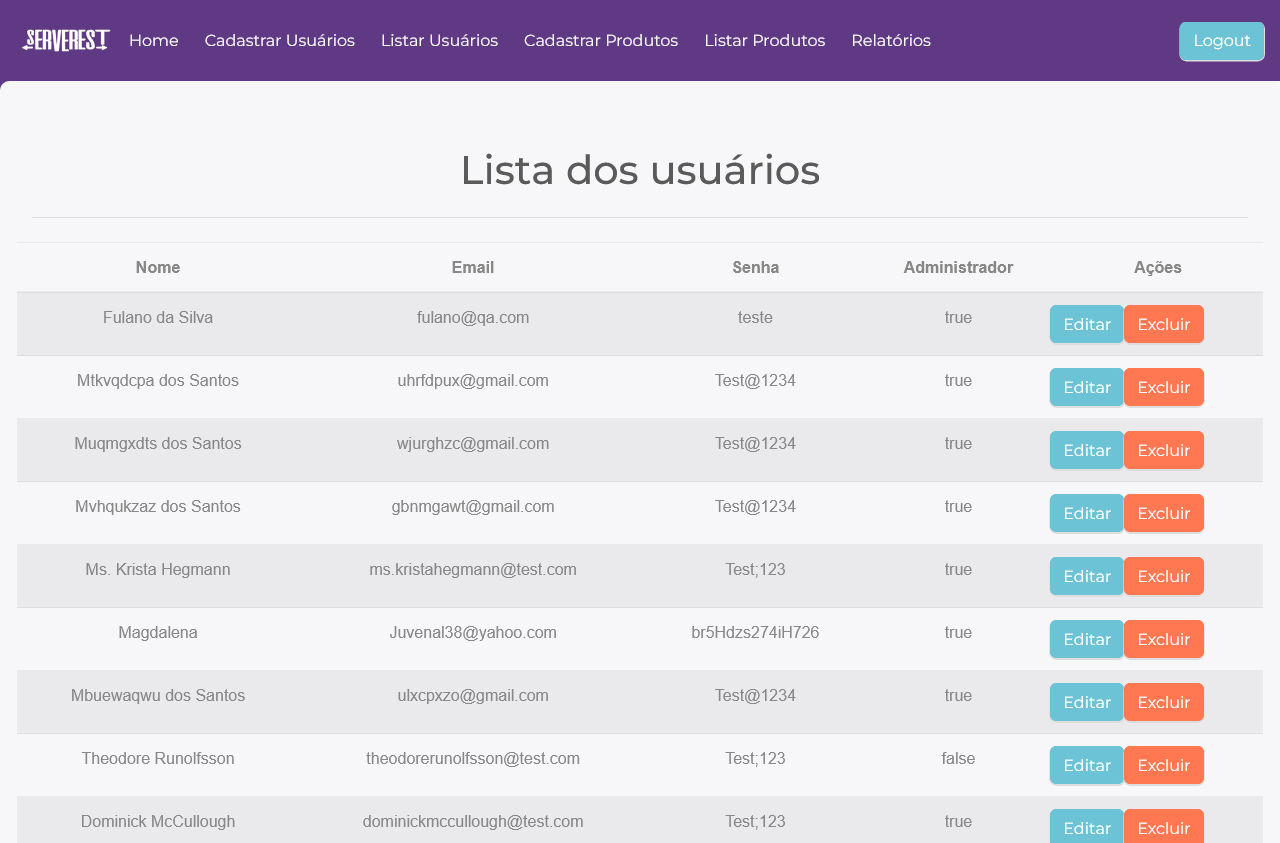 SERVEREST Home Cadastrar Usuários Listar Usuários Cadastrar Produtos Listar Produtos Relatórios Logout
Lista dos usuários
Nome Email Senha Administrador Ações
Fulano da Silva fulano@qa.com teste true Editar Excluir
Mtkvqdcpa dos Santos uhrfdpux@gmail.com Test@1234 true Editar Excluir
Muqmgxdts dos Santos wjurghzc@gmail.com Test@1234 true Editar Excluir
Mvhqukzaz dos Santos gbnmgawt@gmail.com Test@1234 true Editar Excluir
Ms. Krista Hegmann ms.kristahegmann@test.com Test;123 true Editar Excluir
Magdalena Juvenal38@yahoo.com br5Hdzs274iH726 true Editar Excluir
Mbuewaqwu dos Santos ulxcpxzo@gmail.com Test@1234 true Editar Excluir
Theodore Runolfsson theodorerunolfsson@test.com Test;123 false Editar Excluir
Dominick McCullough dominickmccullough@test.com Test;123 true Editar Excluir